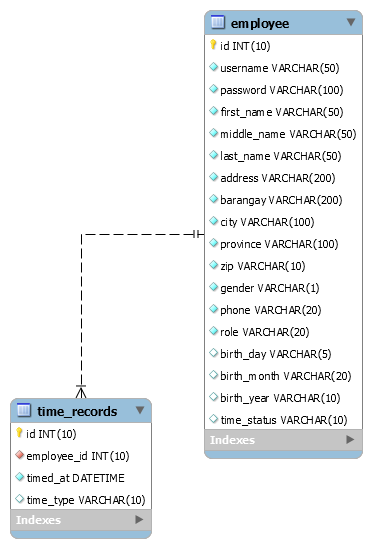 employee
id INT(10)
username VARCHAR(50)
password VARCHAR(100)
first_name VARCHAR(50)
middle_name VARCHAR(50)
last_name VARCHAR(50)
address VARCHAR(200)
barangay VARCHAR(200)
city VARCHAR(100)
province VARCHAR(100)
zip VARCHAR(10)
gender VARCHAR(1)
phone VARCHAR(20)
role VARCHAR(20)
birth_day VARCHAR(5)
birth_month VARCHAR(20)
birth_year VARCHAR(10)
time_status VARCHAR(10)
Indexes
time_records
id INT(10)
employee_id INT(10)
timed_at DATETIME
time_type VARCHAR(10)
Indexes